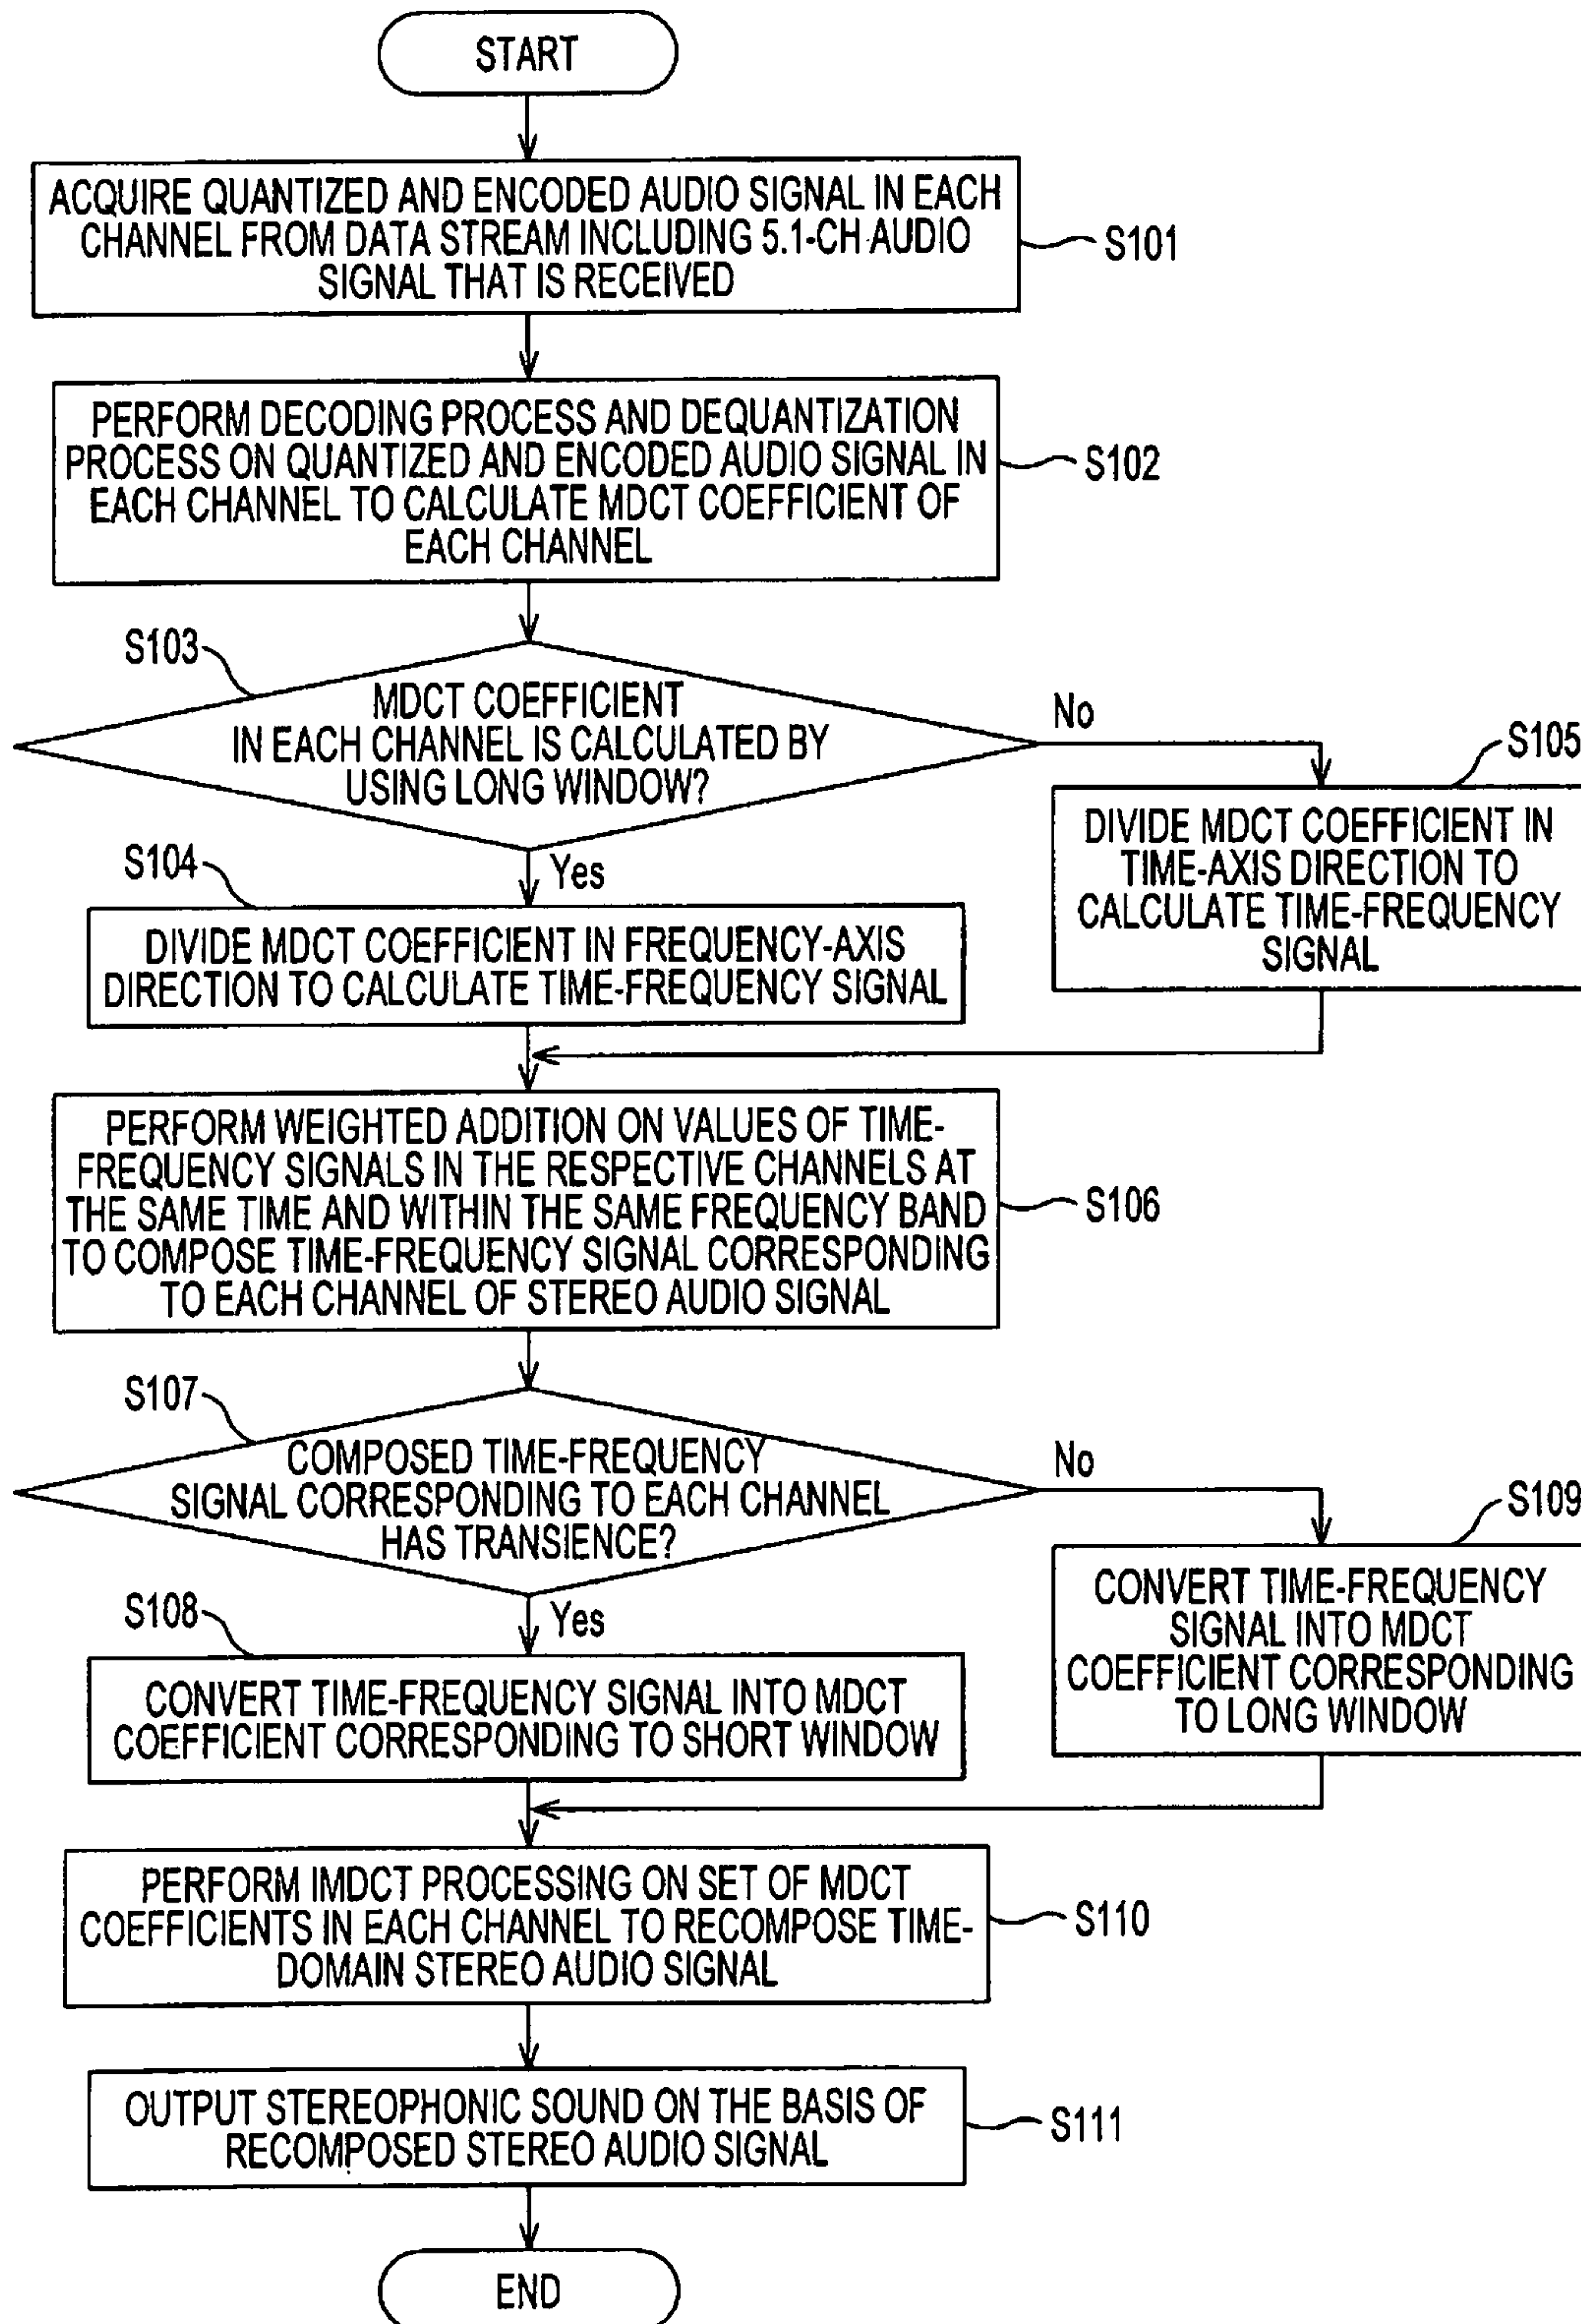 START
ACQUIRE QUANTIZED AND ENCODED AUDIO SIGNAL IN EACH
CHANNEL FROM DATA STREAM INCLUDING 5.1-CH AUDIO
SIGNAL THAT IS RECEIVED
S101
PERFORM DECODING PROCESS AND DEQUANTIZATION
PROCESS ON QUANTIZED AND ENCODED AUDIO SIGNAL IN
EACH CHANNEL TO CALCULATE MDCT COEFFICIENT OF
EACH CHANNEL
S102
S103
MDCT COEFFICIENT
IN EACH CHANNEL IS CALCULATED BY
USING LONG WINDOW?
No
Yes
S104
DIVIDE MDCT COEFFICIENT IN FREQUENCY-AXIS
DIRECTION TO CALCULATE TIME-FREQUENCY SIGNAL
S105
DIVIDE MDCT COEFFICIENT IN
TIME-AXIS DIRECTION TO
CALCULATE TIME-FREQUENCY
SIGNAL
PERFORM WEIGHTED ADDITION ON VALUES OF TIME-
FREQUENCY SIGNALS IN THE RESPECTIVE CHANNELS AT
THE SAME TIME AND WITHIN THE SAME FREQUENCY BAND
TO COMPOSE TIME-FREQUENCY SIGNAL CORRESPONDING
TO EACH CHANNEL OF STEREO AUDIO SIGNAL
S106
S107
COMPOSED TIME-FREQUENCY
SIGNAL CORRESPONDING TO EACH CHANNEL
HAS TRANSIENCE?
No
Yes
S108
CONVERT TIME-FREQUENCY SIGNAL INTO MDCT
COEFFICIENT CORRESPONDING TO SHORT WINDOW
S109
CONVERT TIME-FREQUENCY
SIGNAL INTO MDCT
COEFFICIENT CORRESPONDING
TO LONG WINDOW
PERFORM IMDCT PROCESSING ON SET OF MDCT
COEFFICIENTS IN EACH CHANNEL TO RECOMPOSE TIME-
DOMAIN STEREO AUDIO SIGNAL
S110
OUTPUT STEREOPHONIC SOUND ON THE BASIS OF
RECOMPOSED STEREO AUDIO SIGNAL
S111
END